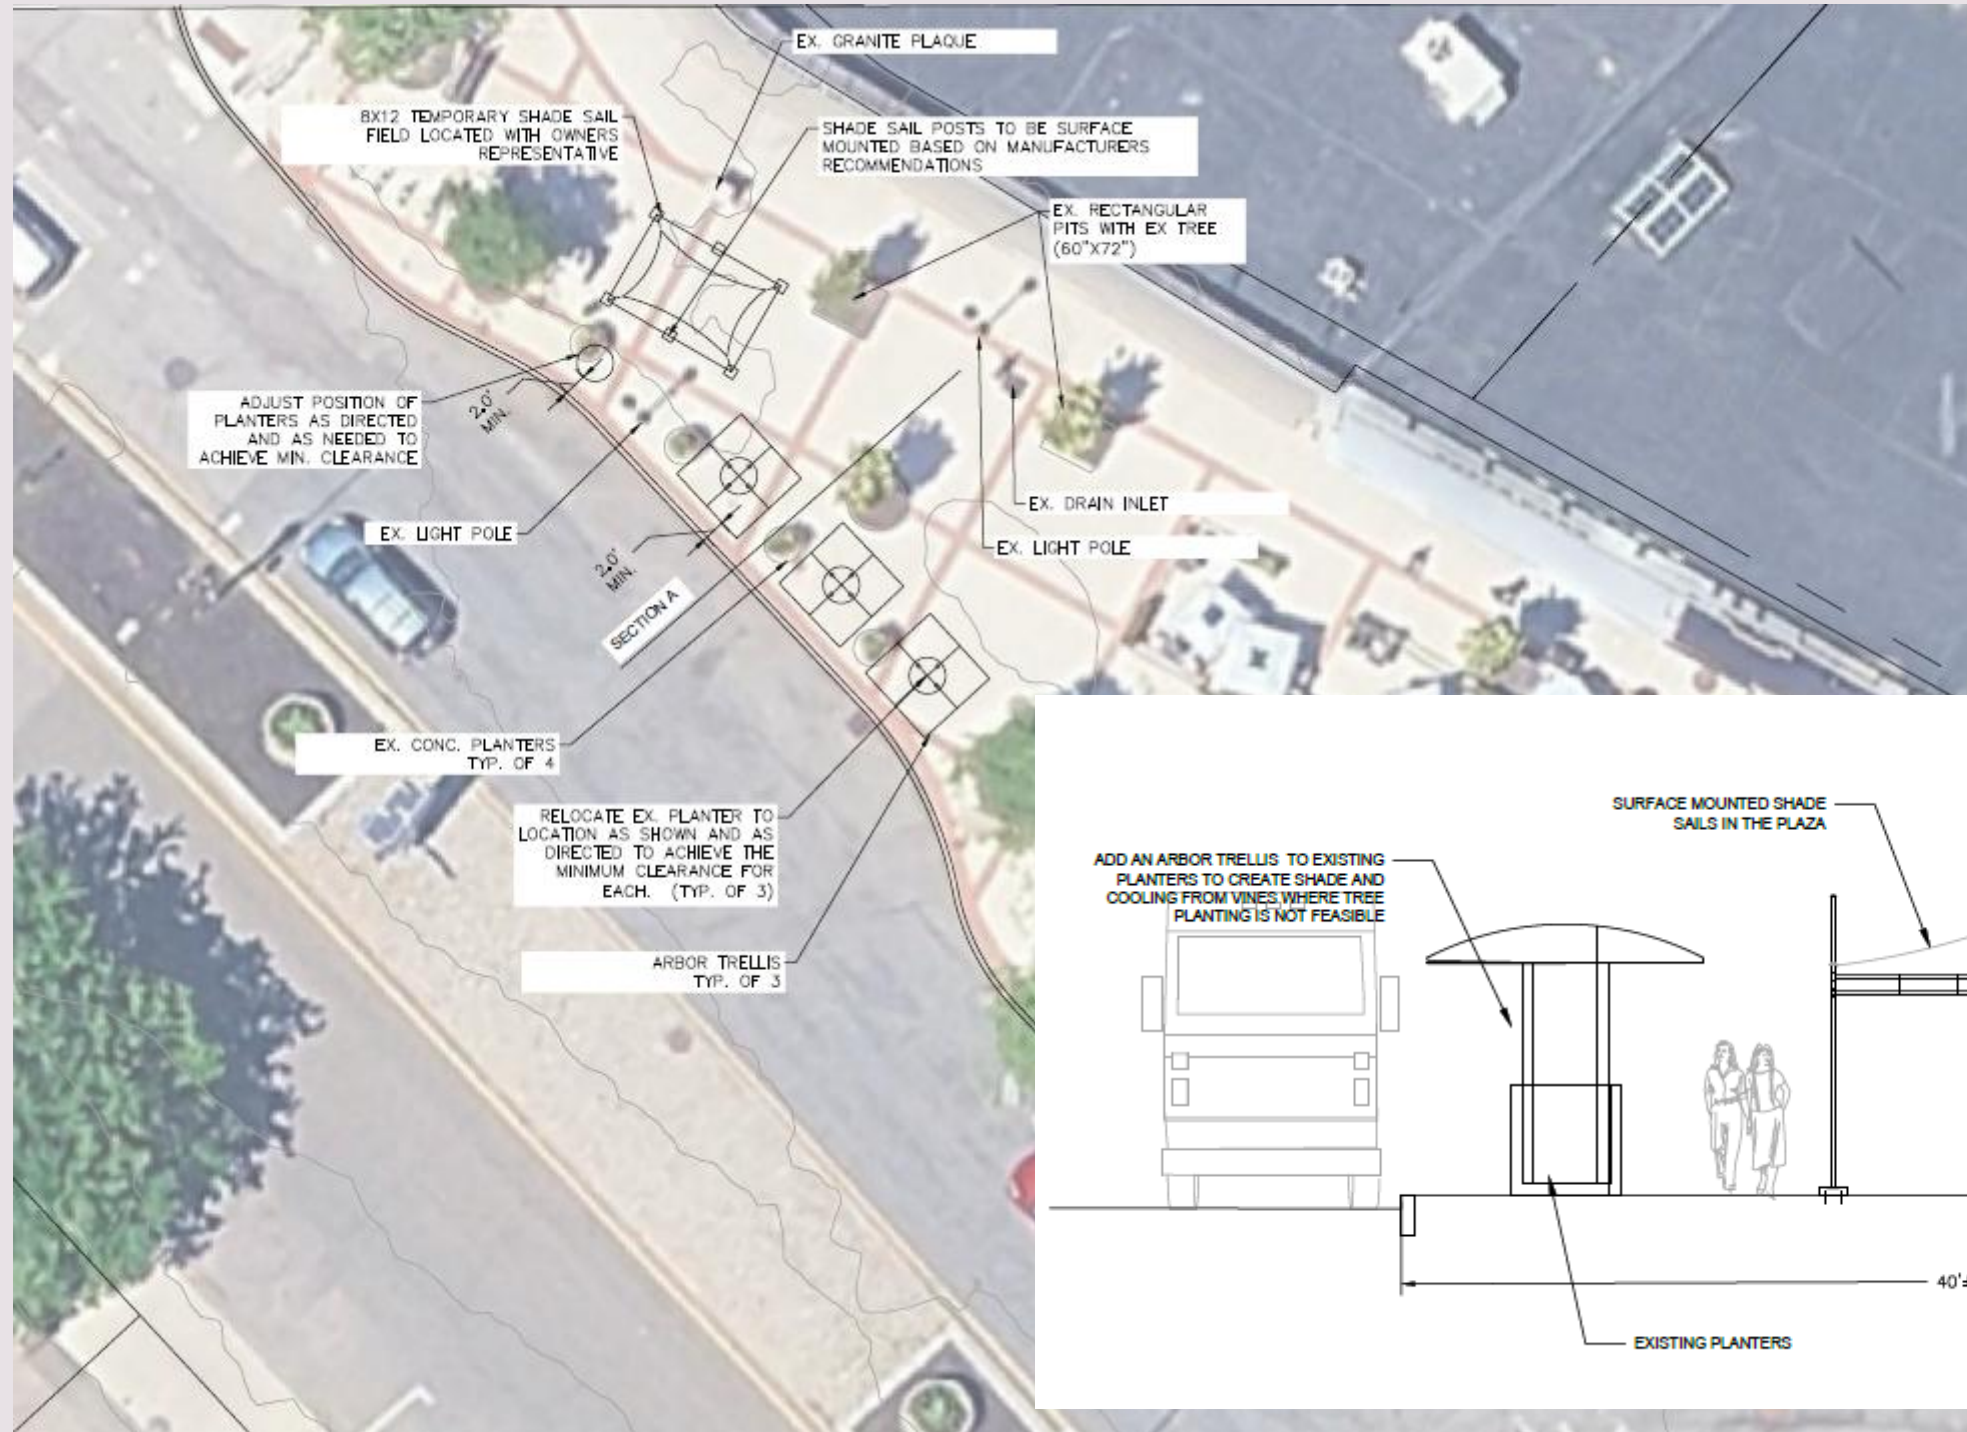 EX. GRANITE PLAQUE
8X12 TEMPORARY SHADE SAIL
FIELD LOCATED WITH OWNERS
REPRESENTATIVE
SHADE SAIL POSTS TO BE SURFACE
MOUNTED BASED ON MANUFACTURERS
RECOMMENDATIONS
EX. RECTANGULAR
PITS WITH EX TREE
(60"X72")
ADJUST POSITION OF
PLANTERS AS DIRECTED
AND AS NEEDED TO
ACHIEVE MIN. CLEARANCE
2.0'
MIN.
EX. LIGHT POLE
EX. DRAIN INLET
EX. LIGHT POLE
2.0'
MIN.
SECTION A
EX. CONC. PLANTERS
TYP. OF 4
RELOCATE EX. PLANTER TO
LOCATION AS SHOWN AND AS
DIRECTED TO ACHIEVE THE
MINIMUM CLEARANCE FOR
EACH. (TYP. OF 3)
ARBOR TRELLIS
TYP. OF 3
SURFACE MOUNTED SHADE
SAILS IN THE PLAZA
ADD AN ARBOR TRELLIS TO EXISTING
PLANTERS TO CREATE SHADE AND
COOLING FROM VINES WHERE TREE
PLANTING IS NOT FEASIBLE
40'±
EXISTING PLANTERS